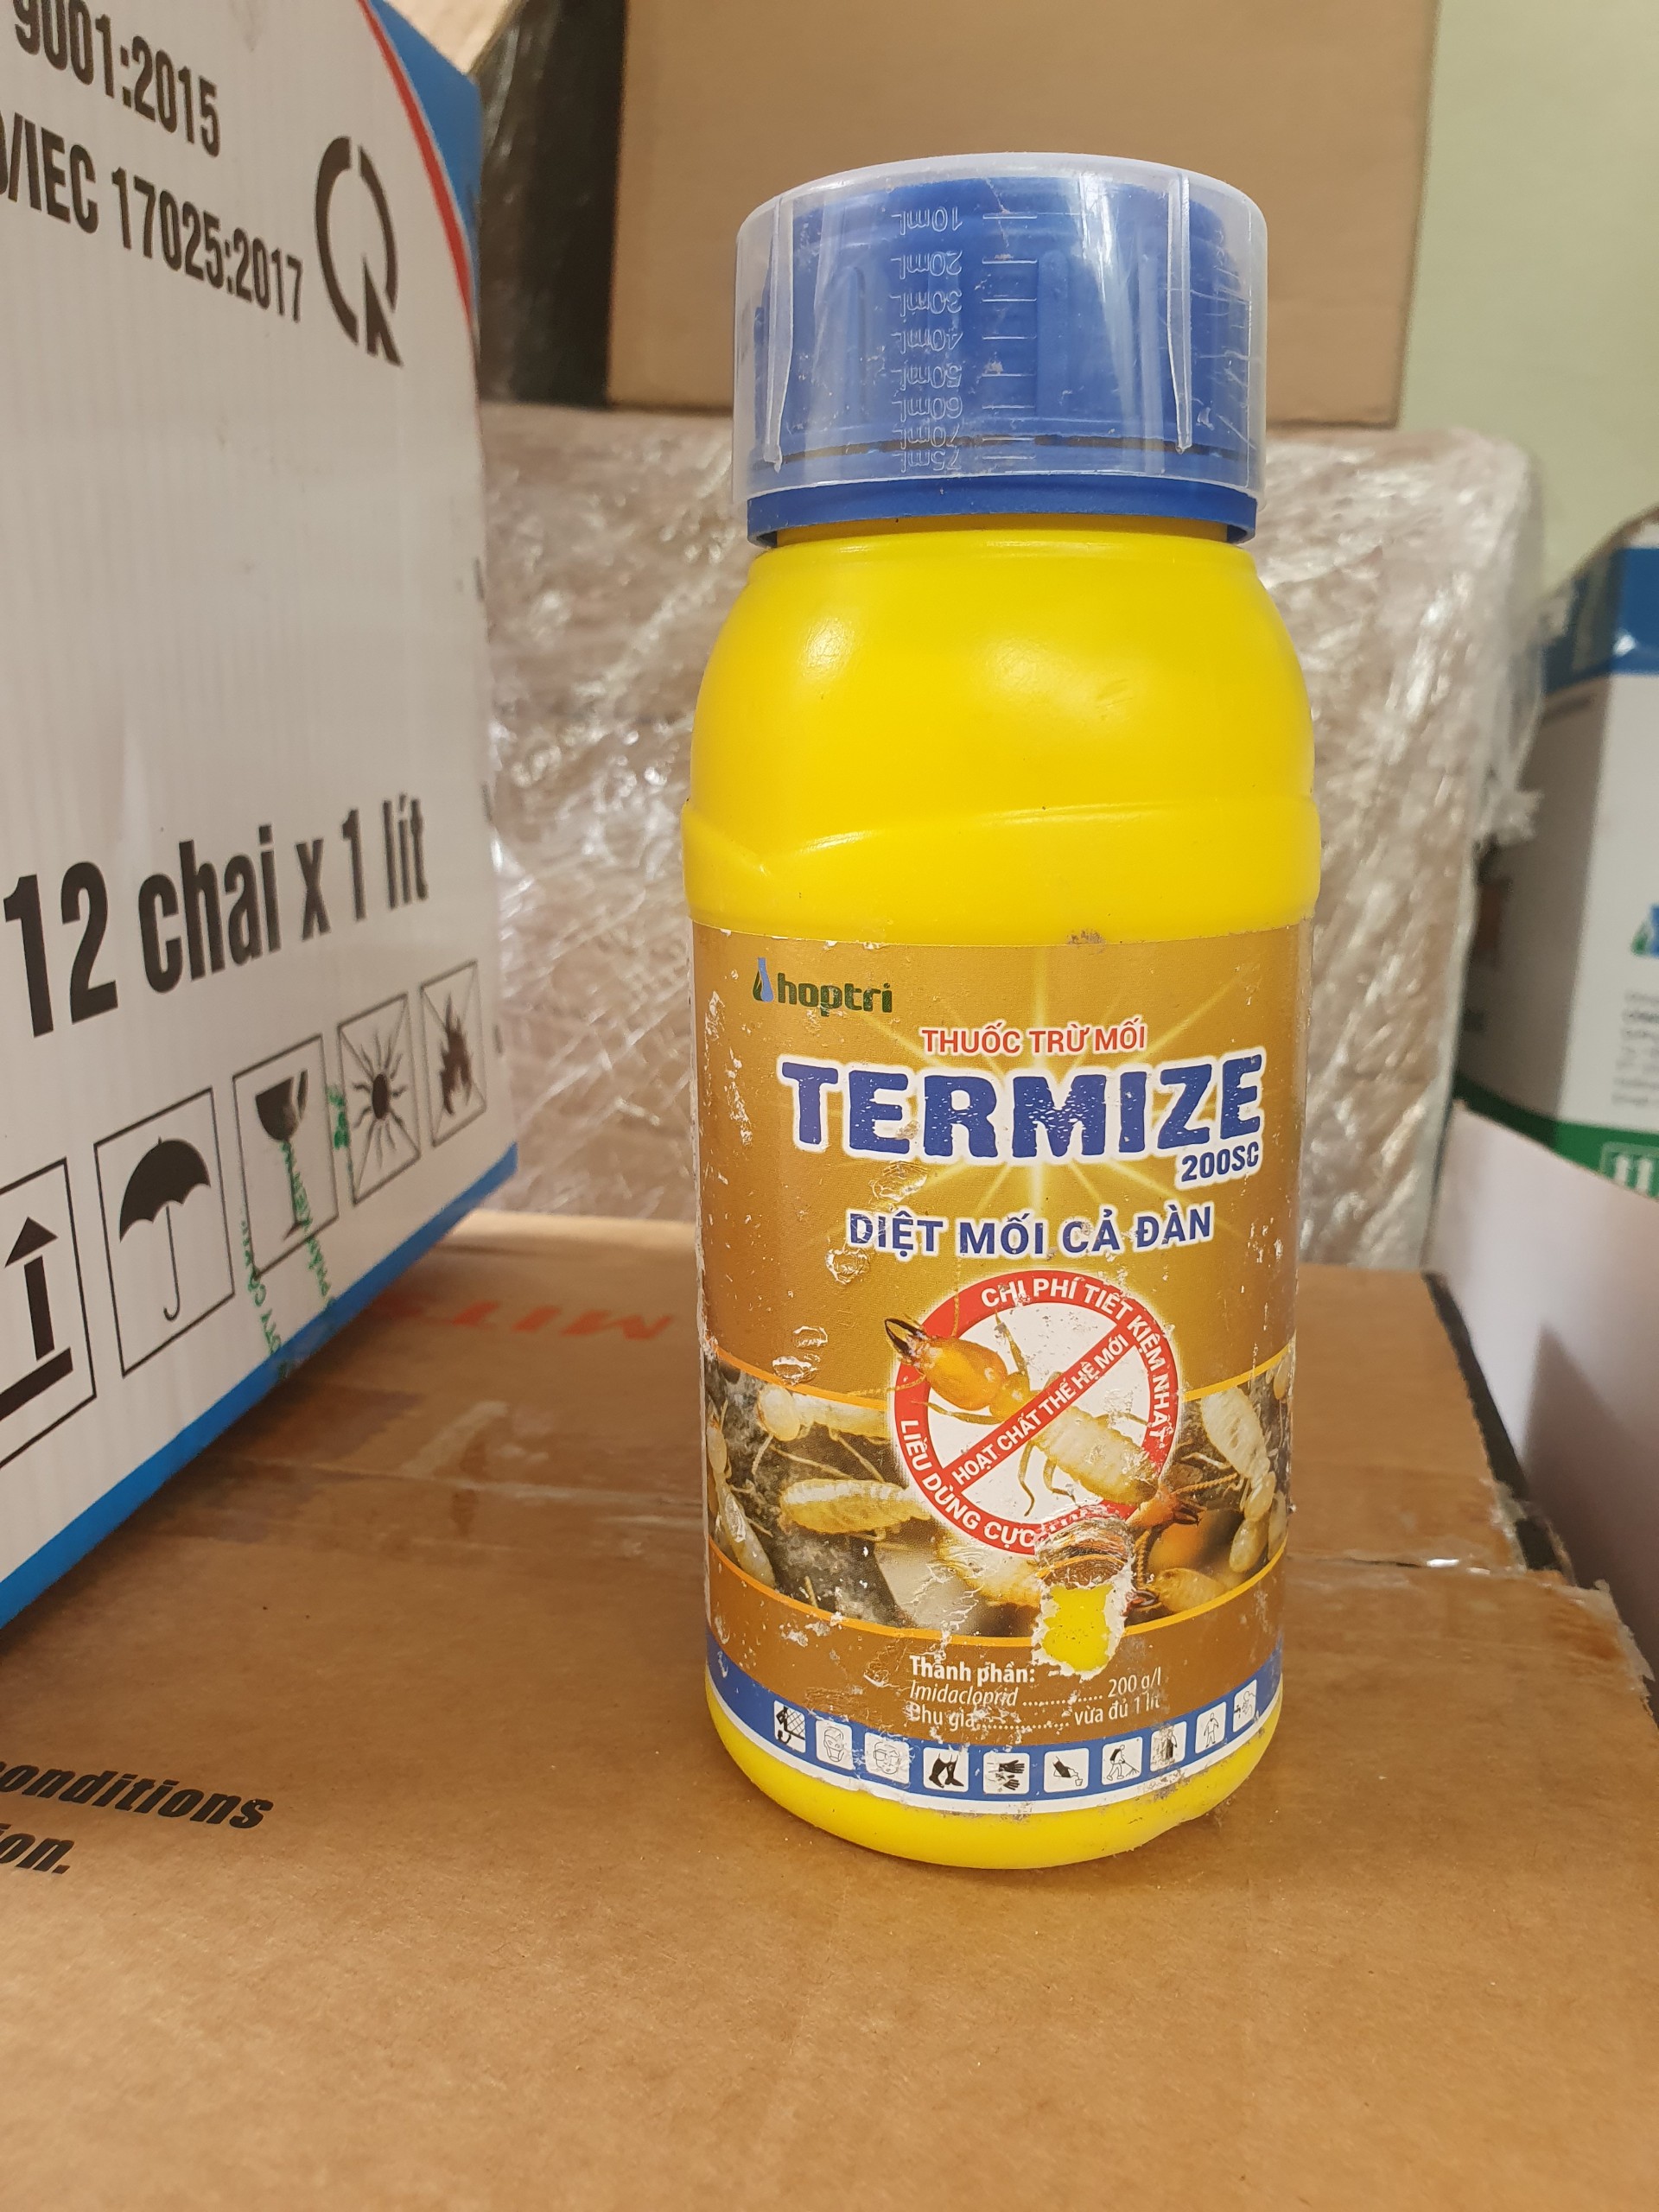 9001:2015
/IEC 17025:2017
12 chai x 1 lít
10mL
20mL
30mL
40mL
50mL
60mL
70mL
75mL
hoptri
THUỐC TRỪ MỐI
TERMIZE
200SC
DIỆT MỐI CẢ ĐÀN
CHI PHÍ TIẾT KIỆM NHẤT
HOẠT CHẤT THẾ HỆ MỚI
LIỀU DÙNG CỰC
Thành phần:
Imidacloprid .............. 200 g/l
Phụ gia ................ vừa đủ 1 lít
onditions
ion.